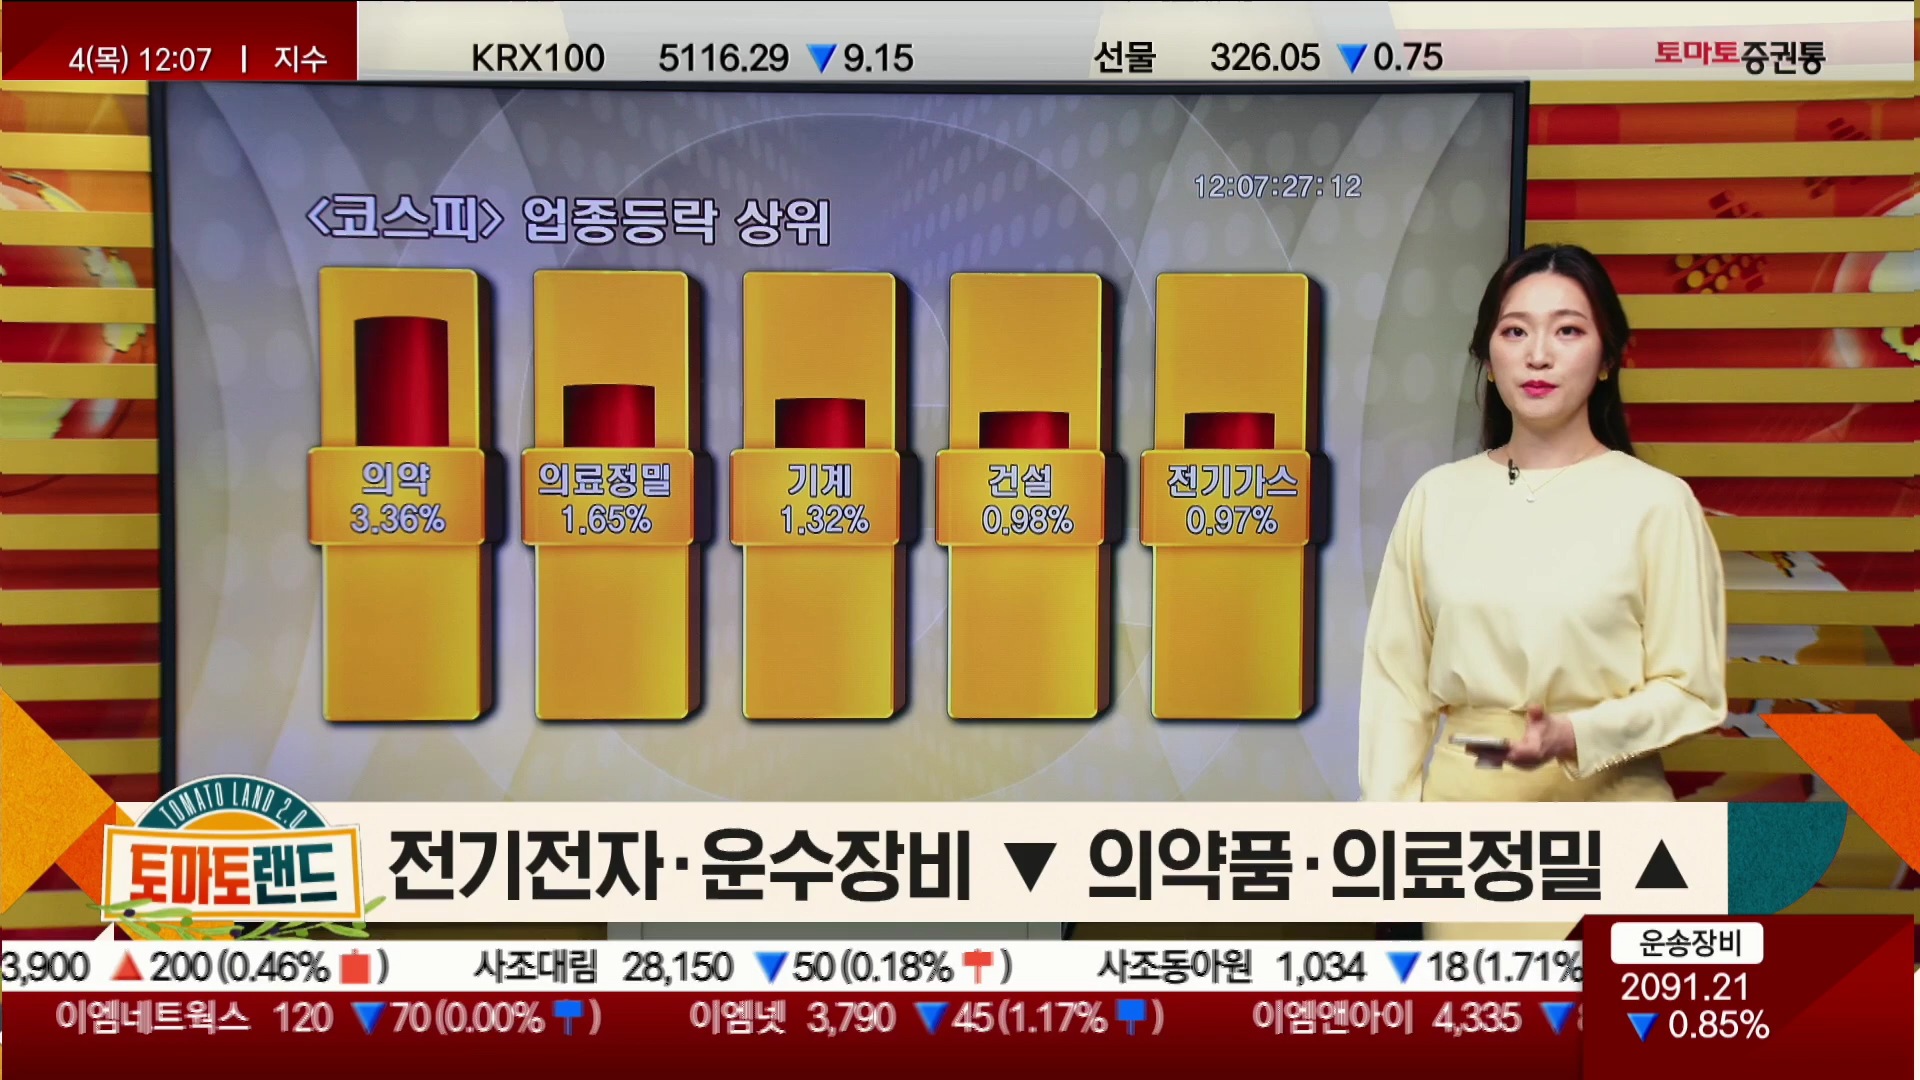 4(목) 12:07 | 지수 KRX100 5116.29 ▼ 9.15 선물 326.05 ▼ 0.75 토마토증권통
12:07:27:12
<코스피> 업종등락 상위
의약 의료정밀 기계 건설 전기가스
3.36% 1.65% 1.32% 0.98% 0.97%
TOMATO LAND 2.0
토마토랜드
전기전자·운수장비 ▼ 의약품·의료정밀 ▲
3,900 ▲ 200 (0.46% ) 사조대림 28,150 ▼ 50 (0.18% ) 사조동아원 1,034 ▼ 18 (1.71%
이엠네트웍스 120 ▼ 70 (0.00% ) 이엠넷 3,790 ▼ 45 (1.17% ) 이엠앤아이 4,335 ▼
운송장비
2091.21
▼ 0.85%